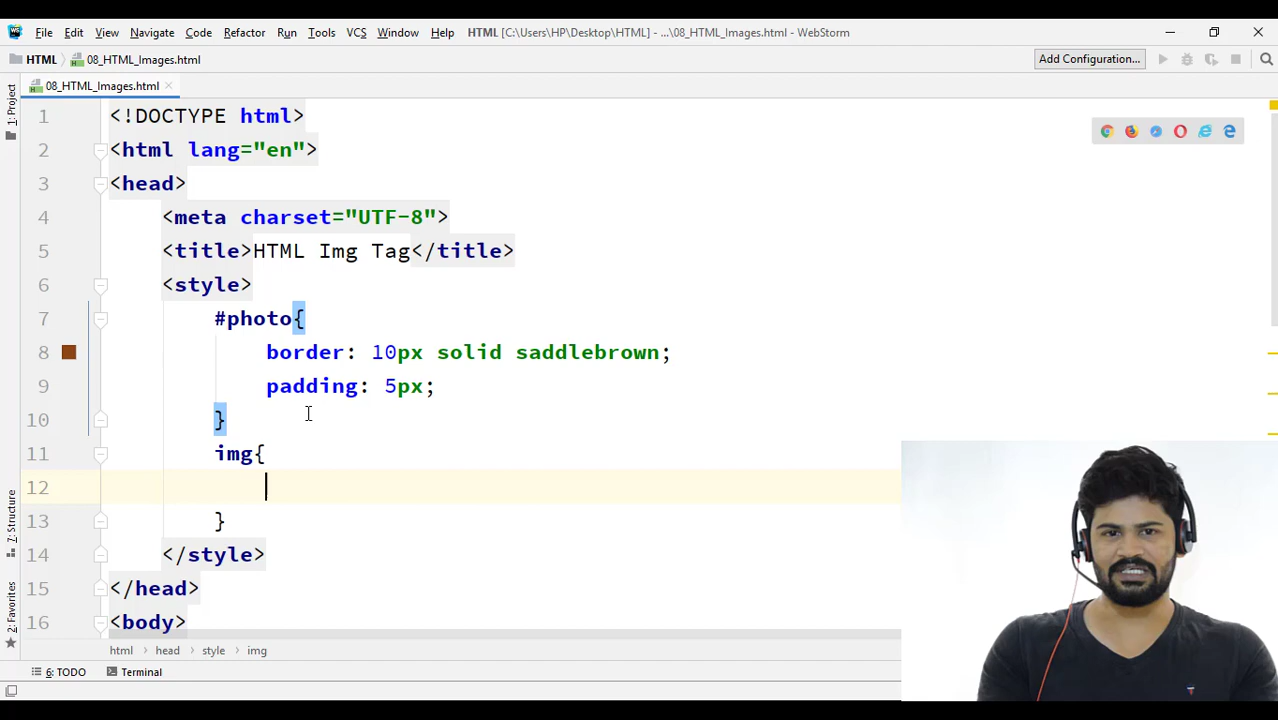 File Edit View Navigate Code Refactor Run Tools VCS Window Help HTML [C:\Users\HP\Desktop\HTML] - ...\08_HTML_Images.html - WebStorm
HTML 08_HTML_Images.html Add Configuration...
1: Project
08_HTML_Images.html
1 <!DOCTYPE html>
2 <html lang="en">
3 <head>
4 <meta charset="UTF-8">
5 <title>HTML Img Tag</title>
6 <style>
7 #photo{
8 border: 10px solid saddlebrown;
9 padding: 5px;
10 }
11 img{
12
13 }
14 </style>
15 </head>
16 <body>
7: Structure
2: Favorites
html head style img
6: TODO Terminal